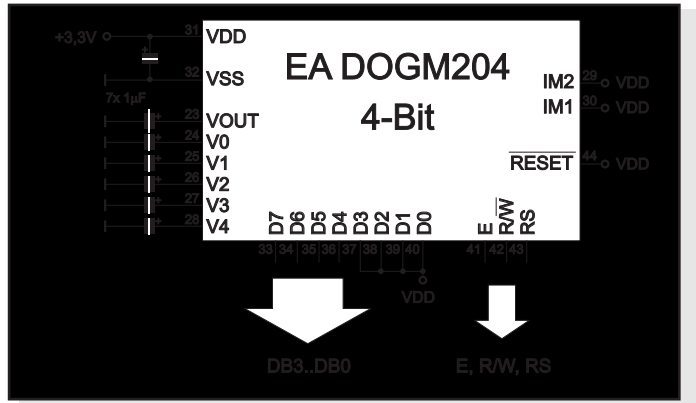 +3,3V
31 VDD
32 VSS
7x 1µF
23 VOUT
24 V0
25 V1
26 V2
27 V3
28 V4
EA DOGM204
4-Bit
IM2 29 VDD
IM1 30 VDD
RESET 44 VDD
D7 D6 D5 D4 D3 D2 D1 D0
33 34 35 36 37 38 39 40
E R/W RS
41 42 43
VDD
DB3..DB0
E, R/W, RS